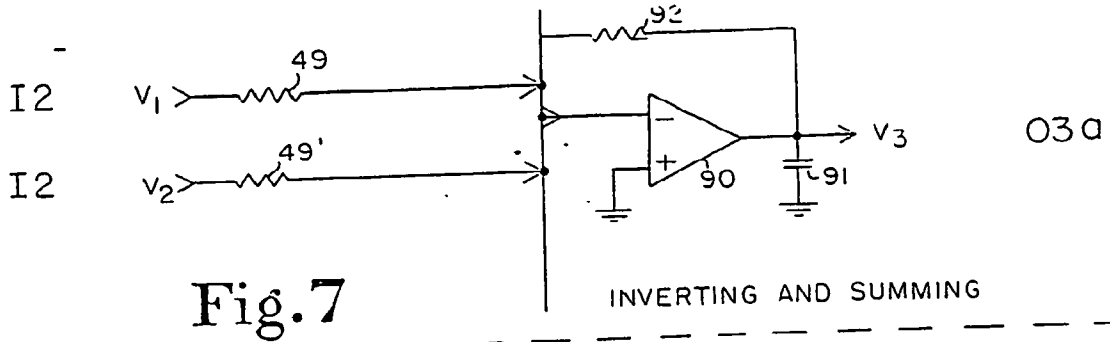 92
49
I2 V1
90
V3 O3a
91
49'
I2 V2
Fig.7
INVERTING AND SUMMING